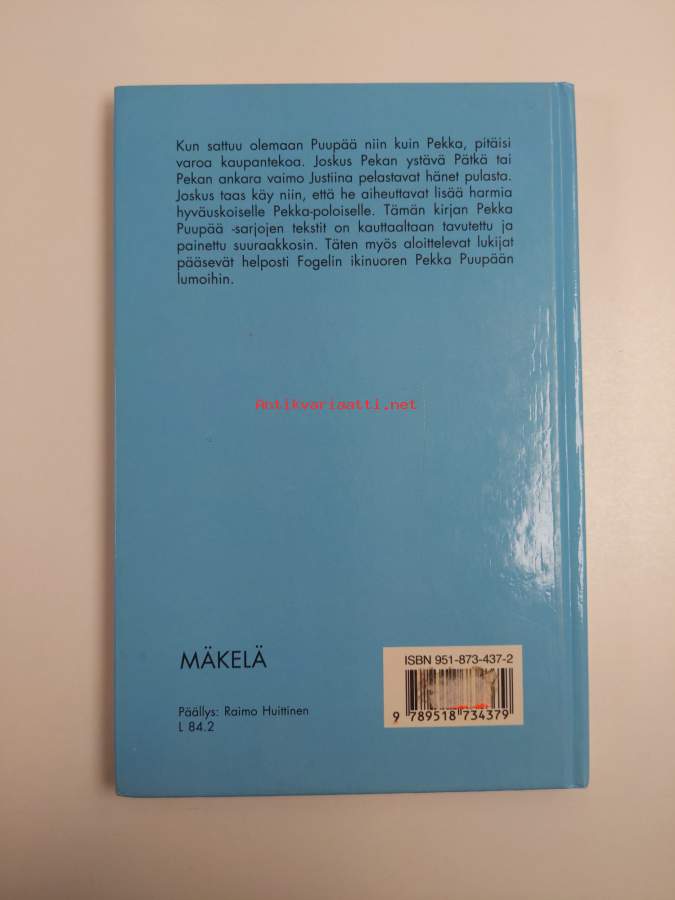 Kun sattuu olemaan Puupää niin kuin Pekka, pitäisi
varoa kaupantekoa. Joskus Pekan ystävä Pätkä tai
Pekan ankara vaimo Justiina pelastavat hänet pulasta.
Joskus taas käy niin, että he aiheuttavat lisää harmia
hyväuskoiselle Pekka-poloiselle. Tämän kirjan Pekka
Puupää -sarjojen tekstit on kauttaaltaan tavutettu ja
painettu suuraakkosin. Täten myös aloittelevat lukijat
pääsevät helposti Fogelin ikinuoren Pekka Puupään
lumoihin.
Antikvariaatti.net
MÄKELÄ
Päällys: Raimo Huittinen
L 84.2
ISBN 951-873-437-2
9 789518 734379